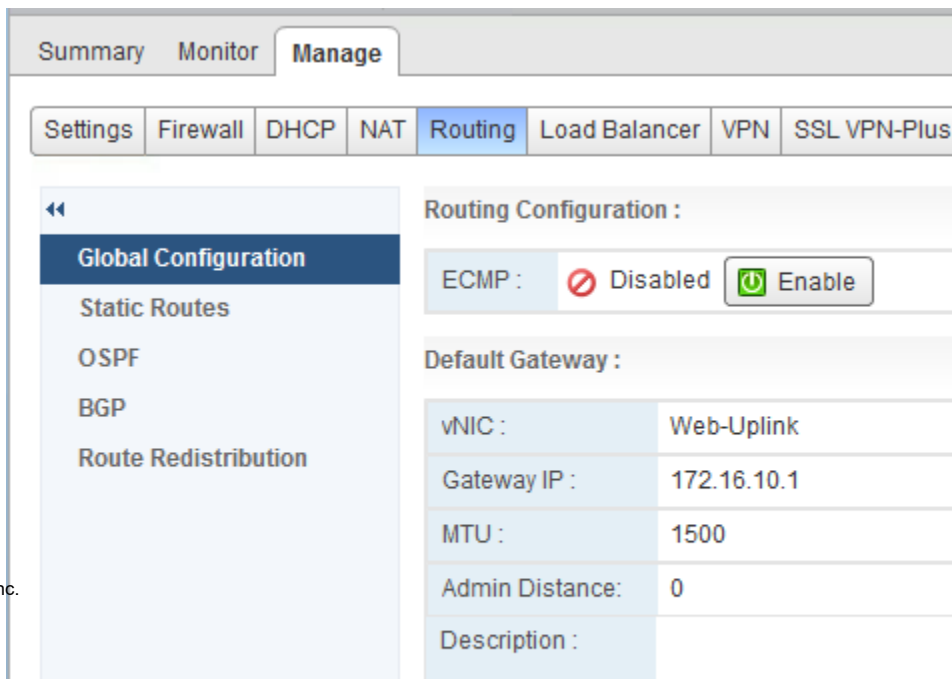 Summary Monitor Manage
Settings Firewall DHCP NAT Routing Load Balancer VPN SSL VPN-Plus
Global Configuration
Static Routes
OSPF
BGP
Route Redistribution
Routing Configuration :
ECMP : Disabled Enable
Default Gateway :
vNIC : Web-Uplink
Gateway IP : 172.16.10.1
MTU : 1500
Admin Distance: 0
Description :
nc.